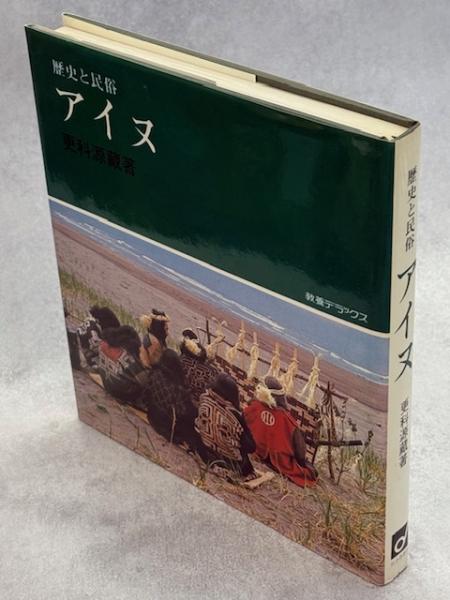 歴史と民俗
アイヌ
更科源蔵著
教養デラックス
歴史と民俗
アイヌ
更科源蔵著